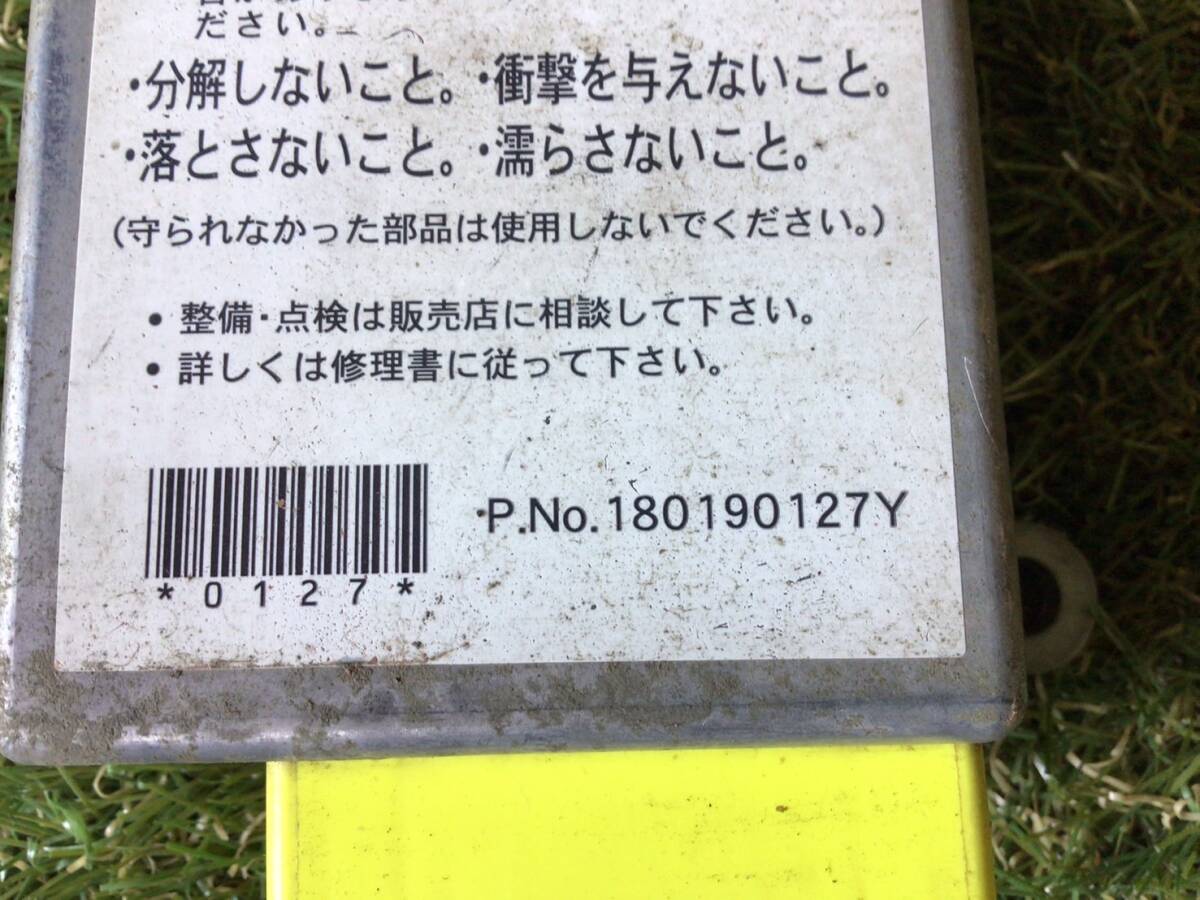 ださい。
・分解しないこと。・衝撃を与えないこと。
・落とさないこと。・濡らさないこと。
(守られなかった部品は使用しないでください。)
● 整備・点検は販売店に相談して下さい。
● 詳しくは修理書に従って下さい。
P.No.180190127Y
*0127*